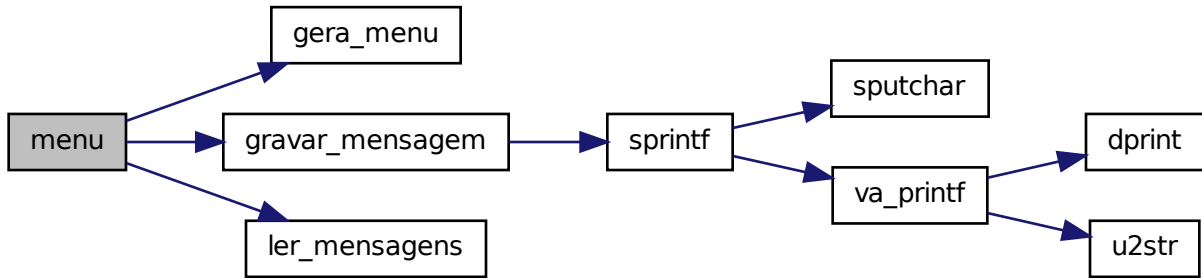 gera_menu
sputchar
menu
gravar_mensagem
sprintf
dprint
va_printf
ler_mensagens
u2str